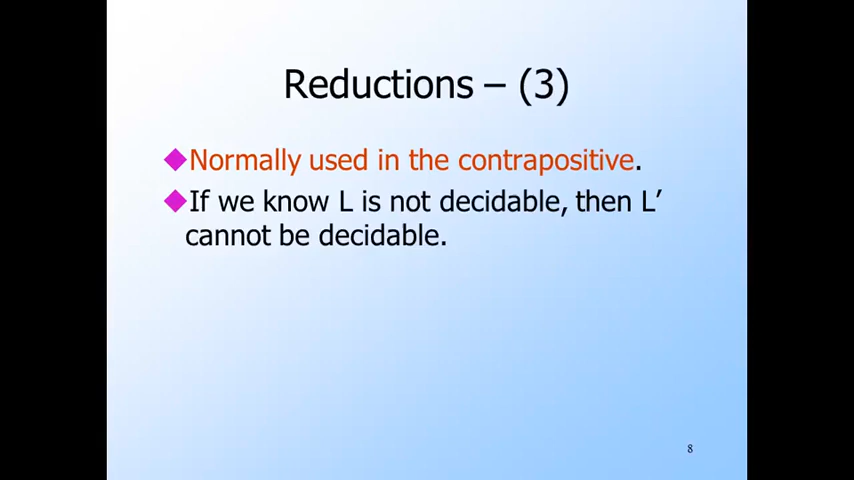 Reductions – (3)
◆Normally used in the contrapositive.
◆If we know L is not decidable, then L’
cannot be decidable.
8